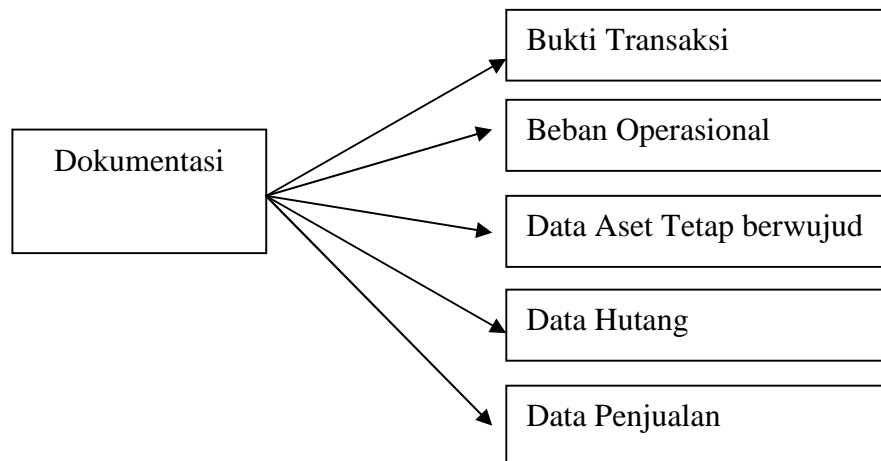 Bukti Transaksi
Beban Operasional
Dokumentasi
Data Aset Tetap berwujud
Data Hutang
Data Penjualan